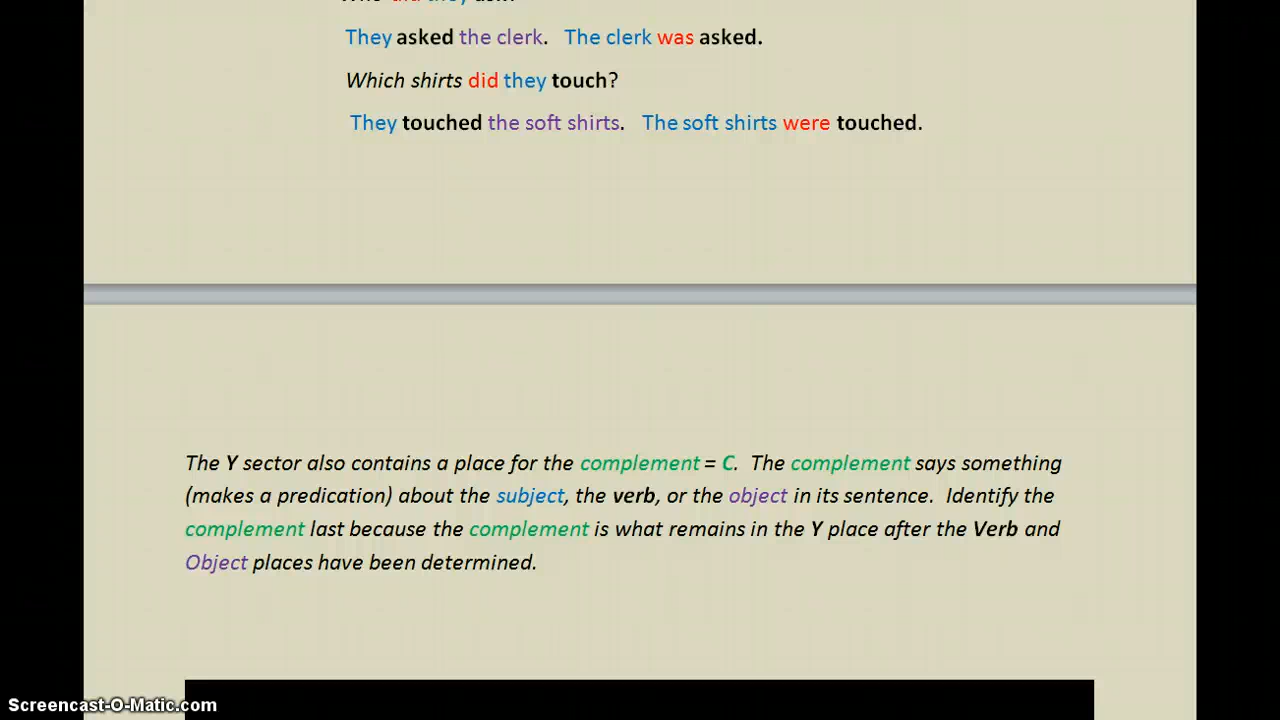 did they
They asked the clerk. The clerk was asked.
Which shirts did they touch?
They touched the soft shirts. The soft shirts were touched.
The Y sector also contains a place for the complement = C. The complement says something
(makes a predication) about the subject, the verb, or the object in its sentence. Identify the
complement last because the complement is what remains in the Y place after the Verb and
Object places have been determined.
Screencast-O-Matic.com